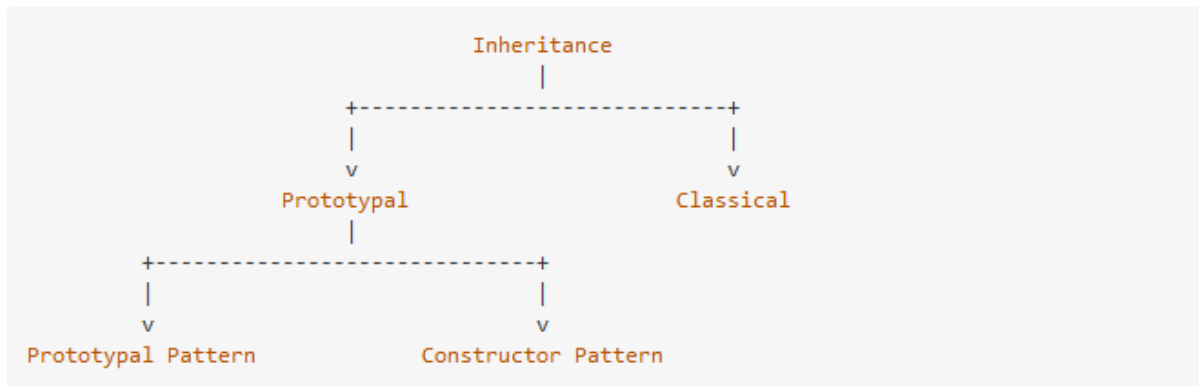 Inheritance
|
+-----------------------------+
| |
v v
Prototypal Classical
|
+------------------------------+
| |
v v
Prototypal Pattern Constructor Pattern